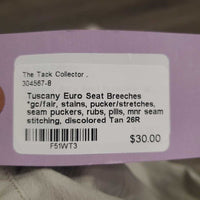 The Tack Collector .
304567-8
Tuscany Euro Seat Breeches
*gc/fair, stains, pucker/stretches,
seam puckers, rubs, pills, mnr seam
stitching, discolored Tan 26R
$30.00
F51WT3